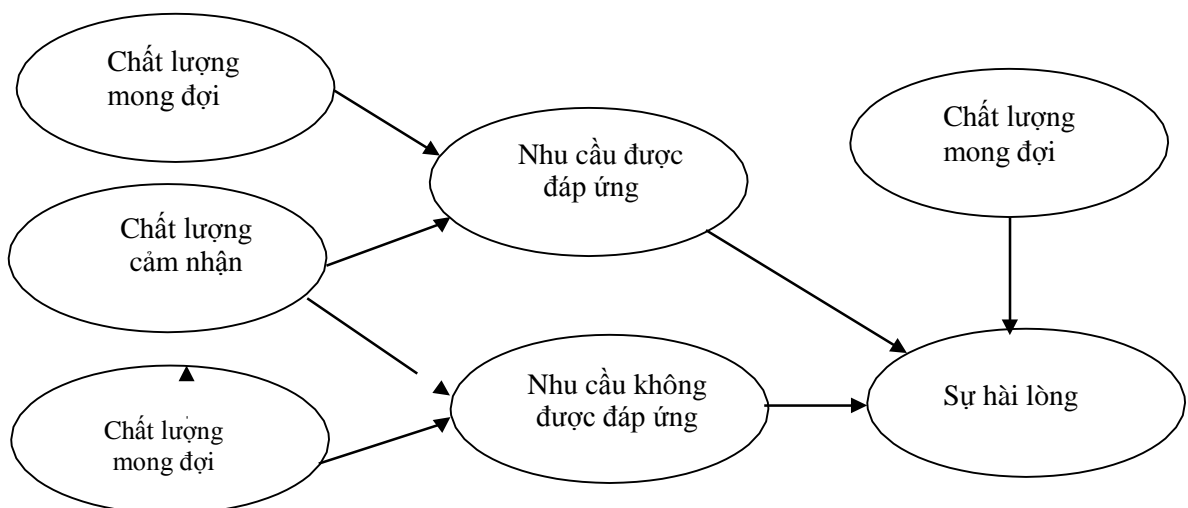 Chất lượng
mong đợi
Chất lượng
cảm nhận
Chất lượng
mong đợi
Nhu cầu được
đáp ứng
Nhu cầu không
được đáp ứng
Chất lượng
mong đợi
Sự hài lòng